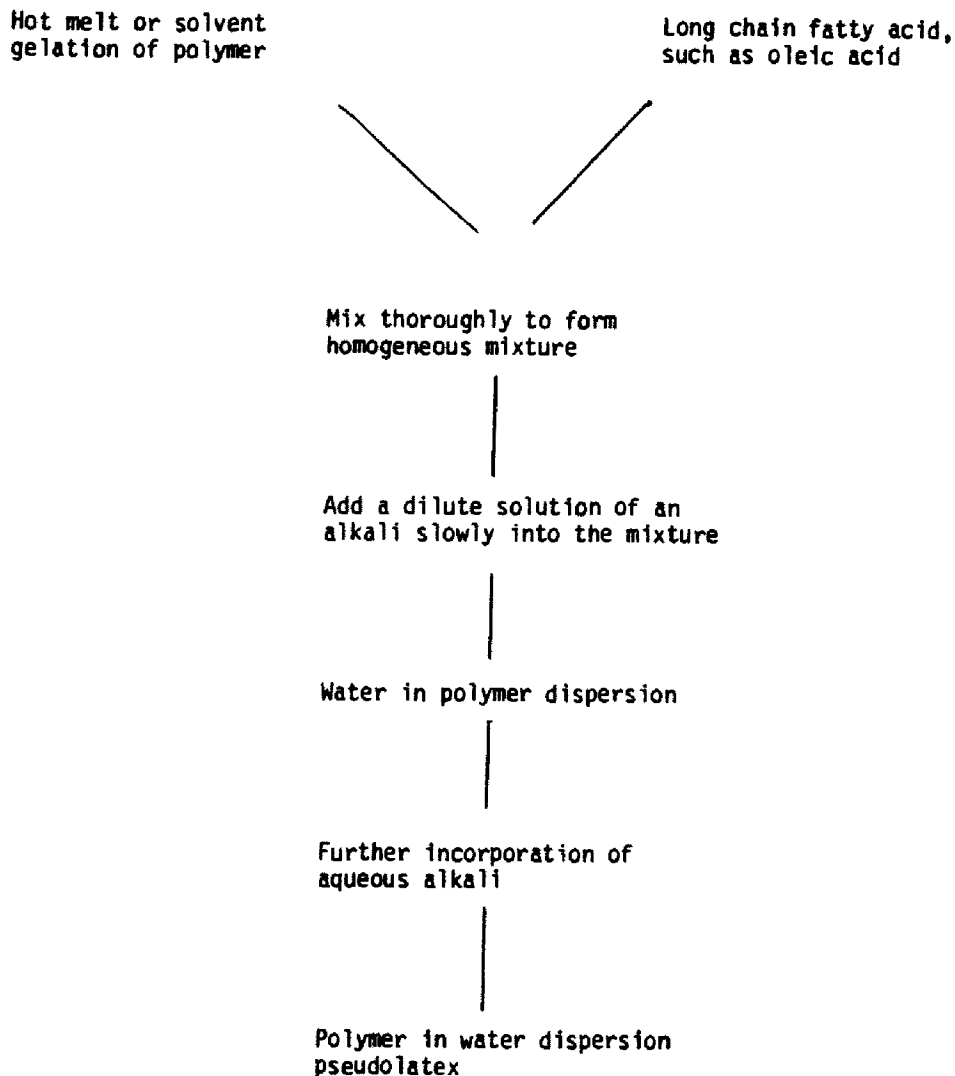 Hot melt or solvent
gelation of polymer
Long chain fatty acid,
such as oleic acid
Mix thoroughly to form
homogeneous mixture
Add a dilute solution of an
alkali slowly into the mixture
Water in polymer dispersion
Further incorporation of
aqueous alkali
Polymer in water dispersion
pseudolatex